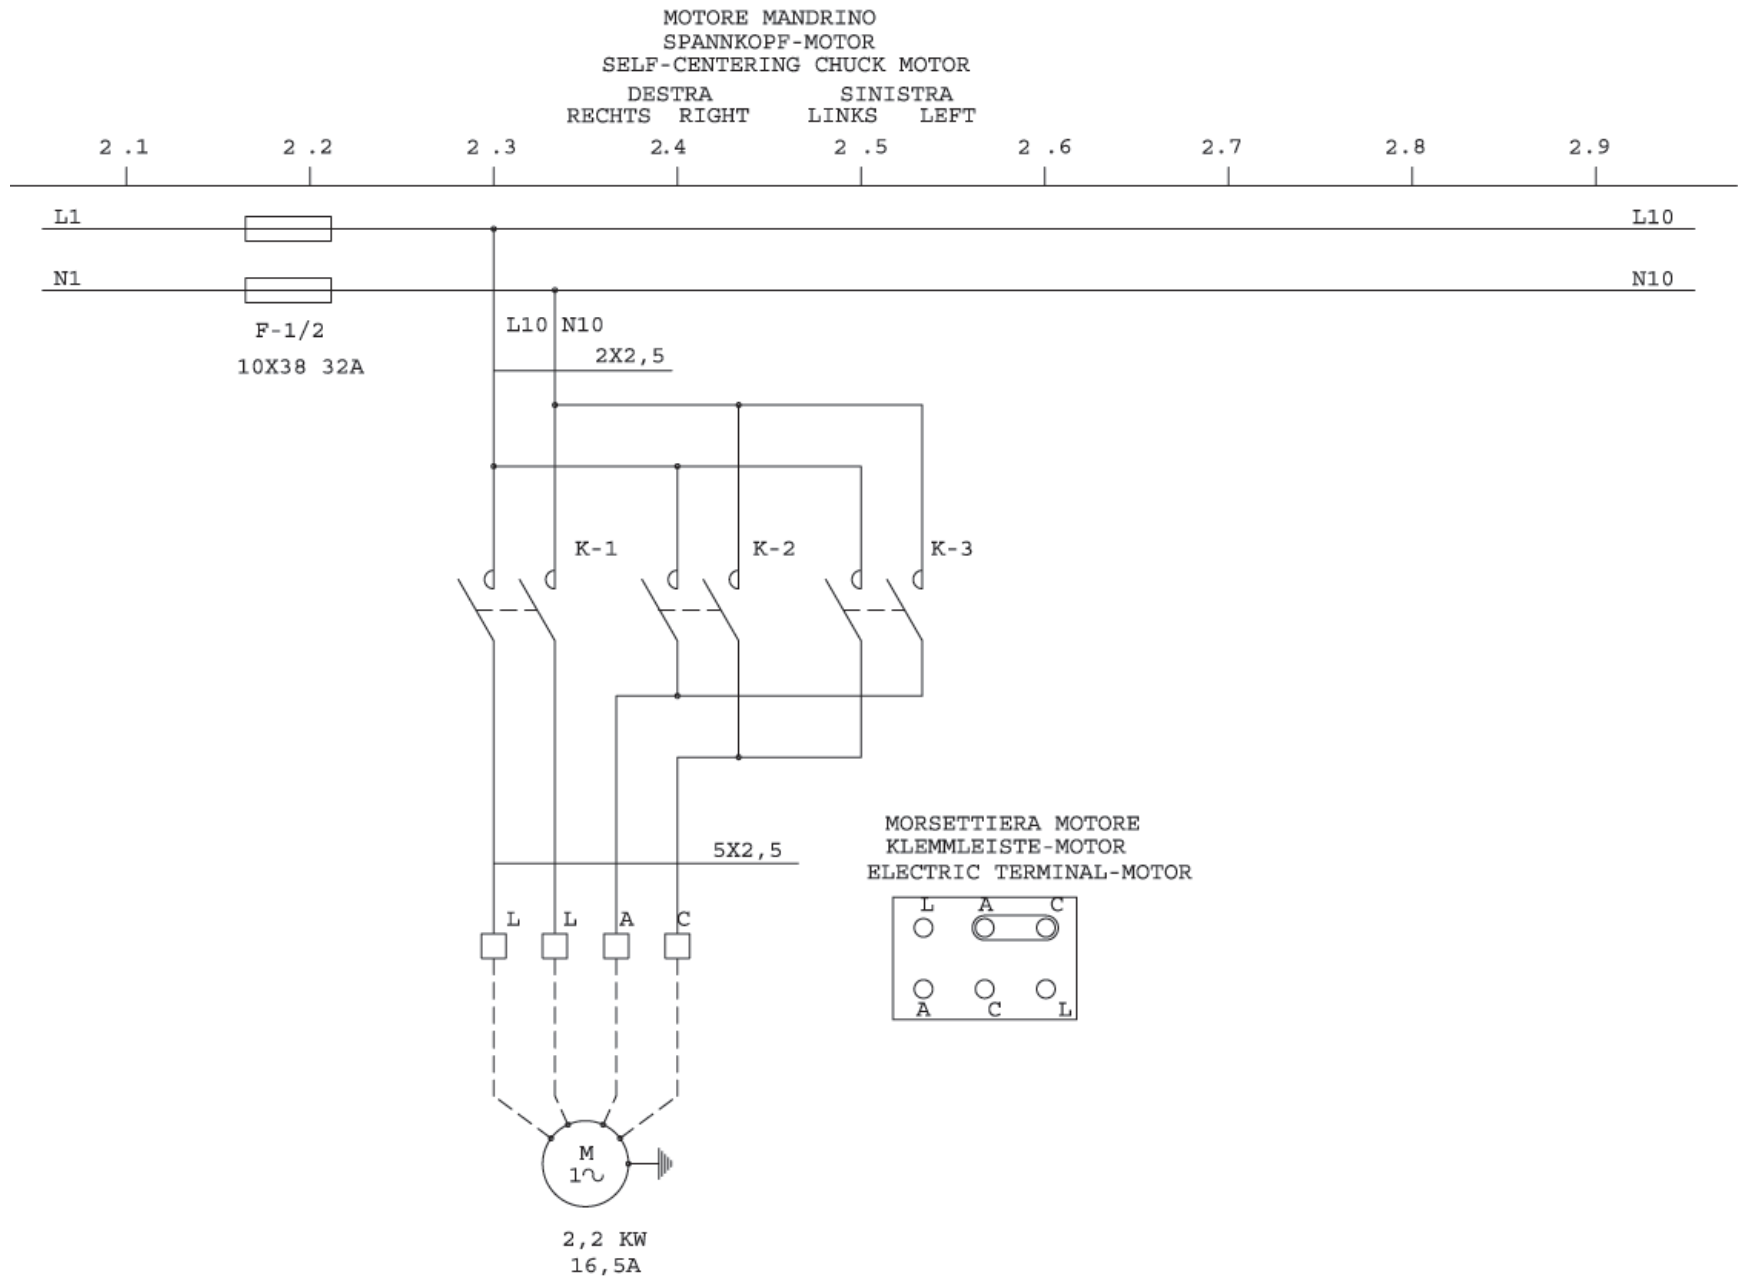 MOTORE MANDRINO
SPANNKOPF-MOTOR
SELF-CENTERING CHUCK MOTOR
DESTRA SINISTRA
RECHTS RIGHT LINKS LEFT
2 .1 2 .2 2 .3 2.4 2 .5 2 .6 2.7 2.8 2.9
L1 L10
N1 N10
F-1/2
10X38 32A
L10 N10
2X2,5
K-1 K-2 K-3
5X2,5
MORSETTIERA MOTORE
KLEMMLEISTE-MOTOR
ELECTRIC TERMINAL-MOTOR
L A C
A C L
L L A C
M
1~
2,2 KW
16,5A